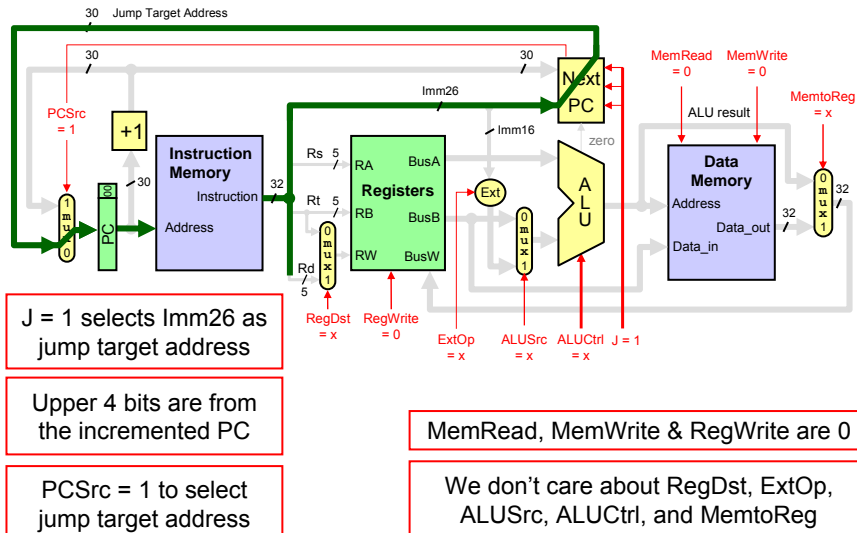 30 Jump Target Address
30
30
32
MemRead
= 0
MemWrite
= 0
Next
PC
MemtoReg
= x
PCSrc
= 1
Imm26
ALU result
+1
Imm16
zero
Instruction
Memory
Instruction
Address
30
32
Rs 5
RA
BusA
Registers
Rt 5
RB
BusB
RW
BusW
Rd
5
Ext
A
L
U
Data
Memory
Address
Data_out
Data_in
32
32
0
m
u
x
1
1
m
u
x
0
PC
00
0
m
u
x
1
0
m
u
x
1
RegDst
= x
RegWrite
= 0
ExtOp
= x
ALUSrc
= x
ALUCtrl
= x
J = 1
J = 1 selects Imm26 as
jump target address
Upper 4 bits are from
the incremented PC
PCSrc = 1 to select
jump target address
MemRead, MemWrite & RegWrite are 0
We don’t care about RegDst, ExtOp,
ALUSrc, ALUCtrl, and MemtoReg